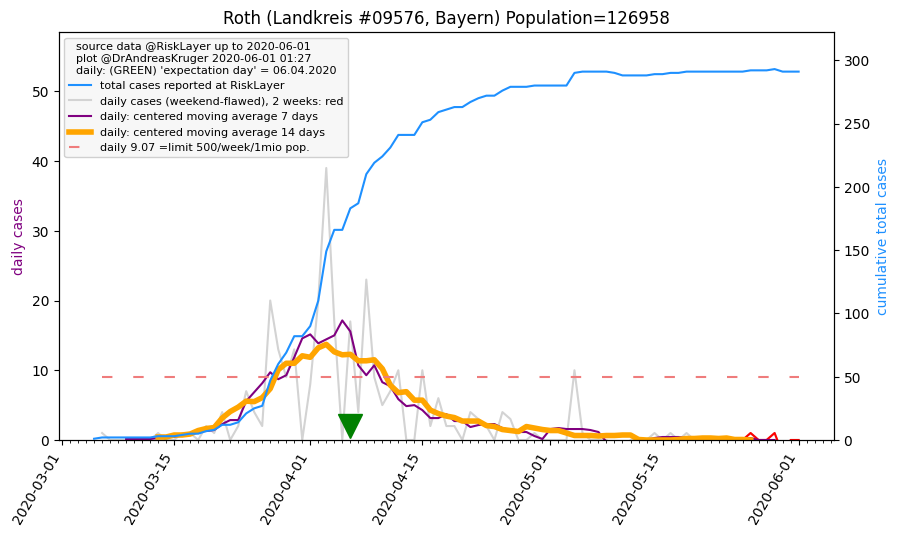 Roth (Landkreis #09576, Bayern) Population=126958
source data @RiskLayer up to 2020-06-01
plot @DrAndreasKruger 2020-06-01 01:27
daily: (GREEN) 'expectation day' = 06.04.2020
total cases reported at RiskLayer
daily cases (weekend-flawed), 2 weeks: red
daily: centered moving average 7 days
daily: centered moving average 14 days
daily 9.07 =limit 500/week/1mio pop.
daily cases
50
40
30
20
10
0
cumulative total cases
300
250
200
150
100
50
0
2020-03-01
2020-03-15
2020-04-01
2020-04-15
2020-05-01
2020-05-15
2020-06-01